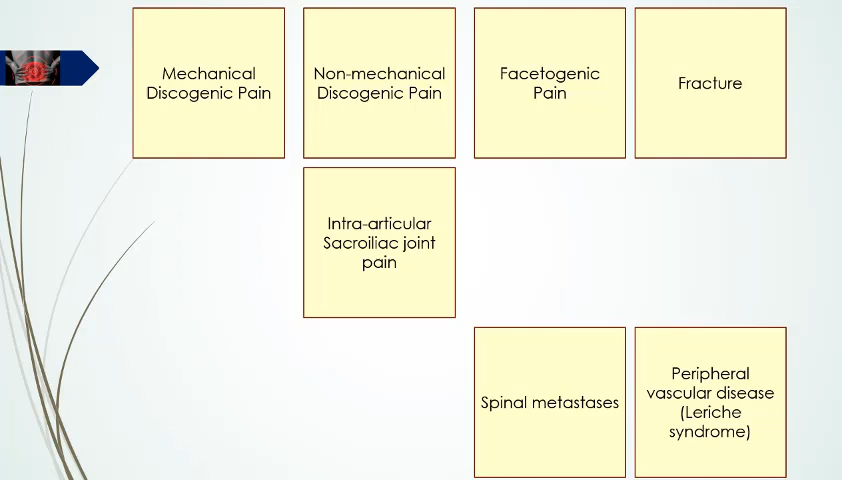 Mechanical
Discogenic Pain
Non-mechanical
Discogenic Pain
Facetogenic
Pain
Fracture
Intra-articular
Sacroiliac joint
pain
Spinal metastases
Peripheral
vascular disease
(Leriche
syndrome)